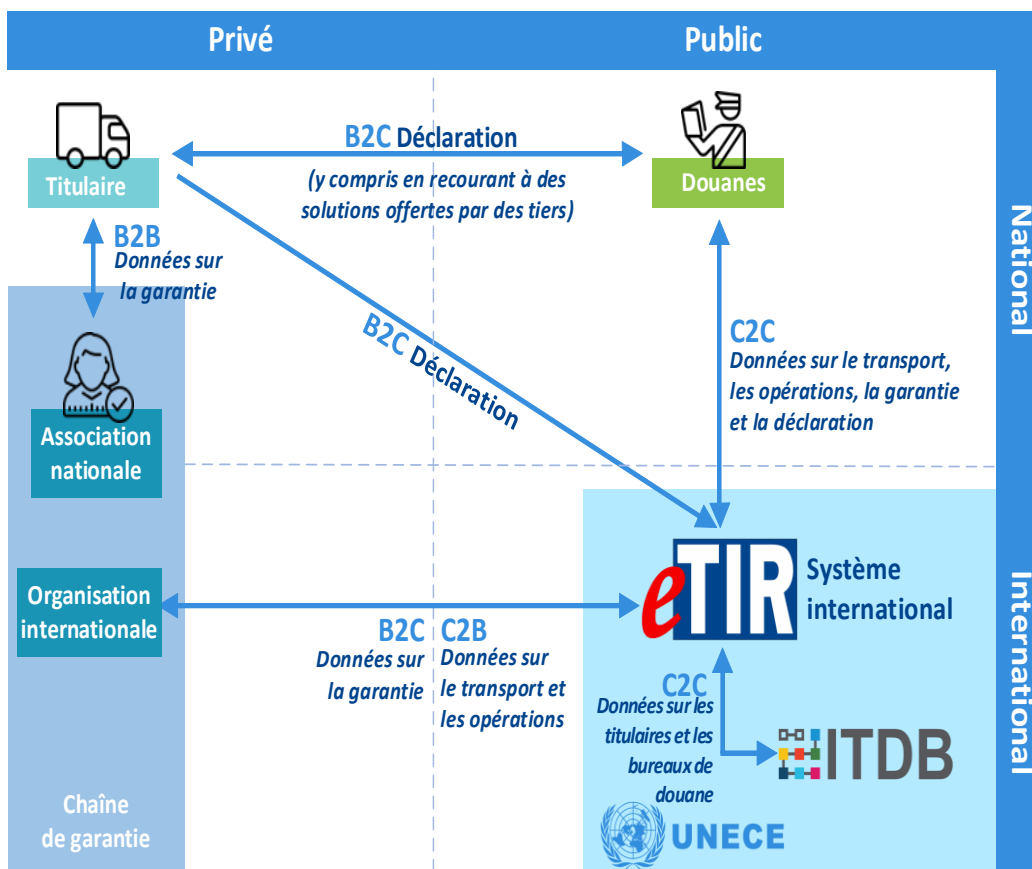 Privé
Public
National
International
Titulaire
B2C Déclaration
(y compris en recourant à des
solutions offertes par des tiers)
Douanes
B2B
Données sur
la garantie
B2C Déclaration
C2C
Données sur le transport,
les opérations, la garantie
et la déclaration
Association
nationale
Organisation
internationale
B2C
Données sur
la garantie
C2B
Données sur
le transport et
les opérations
eTIR
Système
international
C2C
Données sur les
titulaires et les
bureaux de
douane
ITDB
UNECE
Chaîne
de garantie